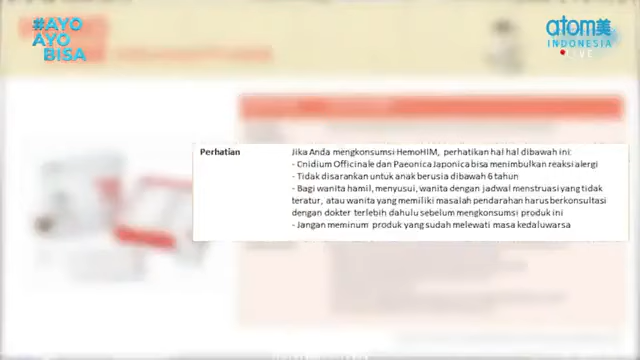 #AYO
AYO
BISA
atom美
INDONESIA
LIVE
Perhatian
Jika Anda mengkonsumsi HemoHIM, perhatikan hal hal dibawah ini:
- Cnidium Officinale dan Paeonica Japonica bisa menimbulkan reaksi alergi
- Tidak disarankan untuk anak berusia dibawah 6 tahun
- Bagi wanita hamil, menyusui, wanita dengan jadwal menstruasi yang tidak
teratur, atau wanita yang memiliki masalah pendarahan harus berkonsultasi
dengan dokter terlebih dahulu sebelum mengkonsumsi produk ini
- Jangan meminum produk yang sudah melewati masa kedaluwarsa